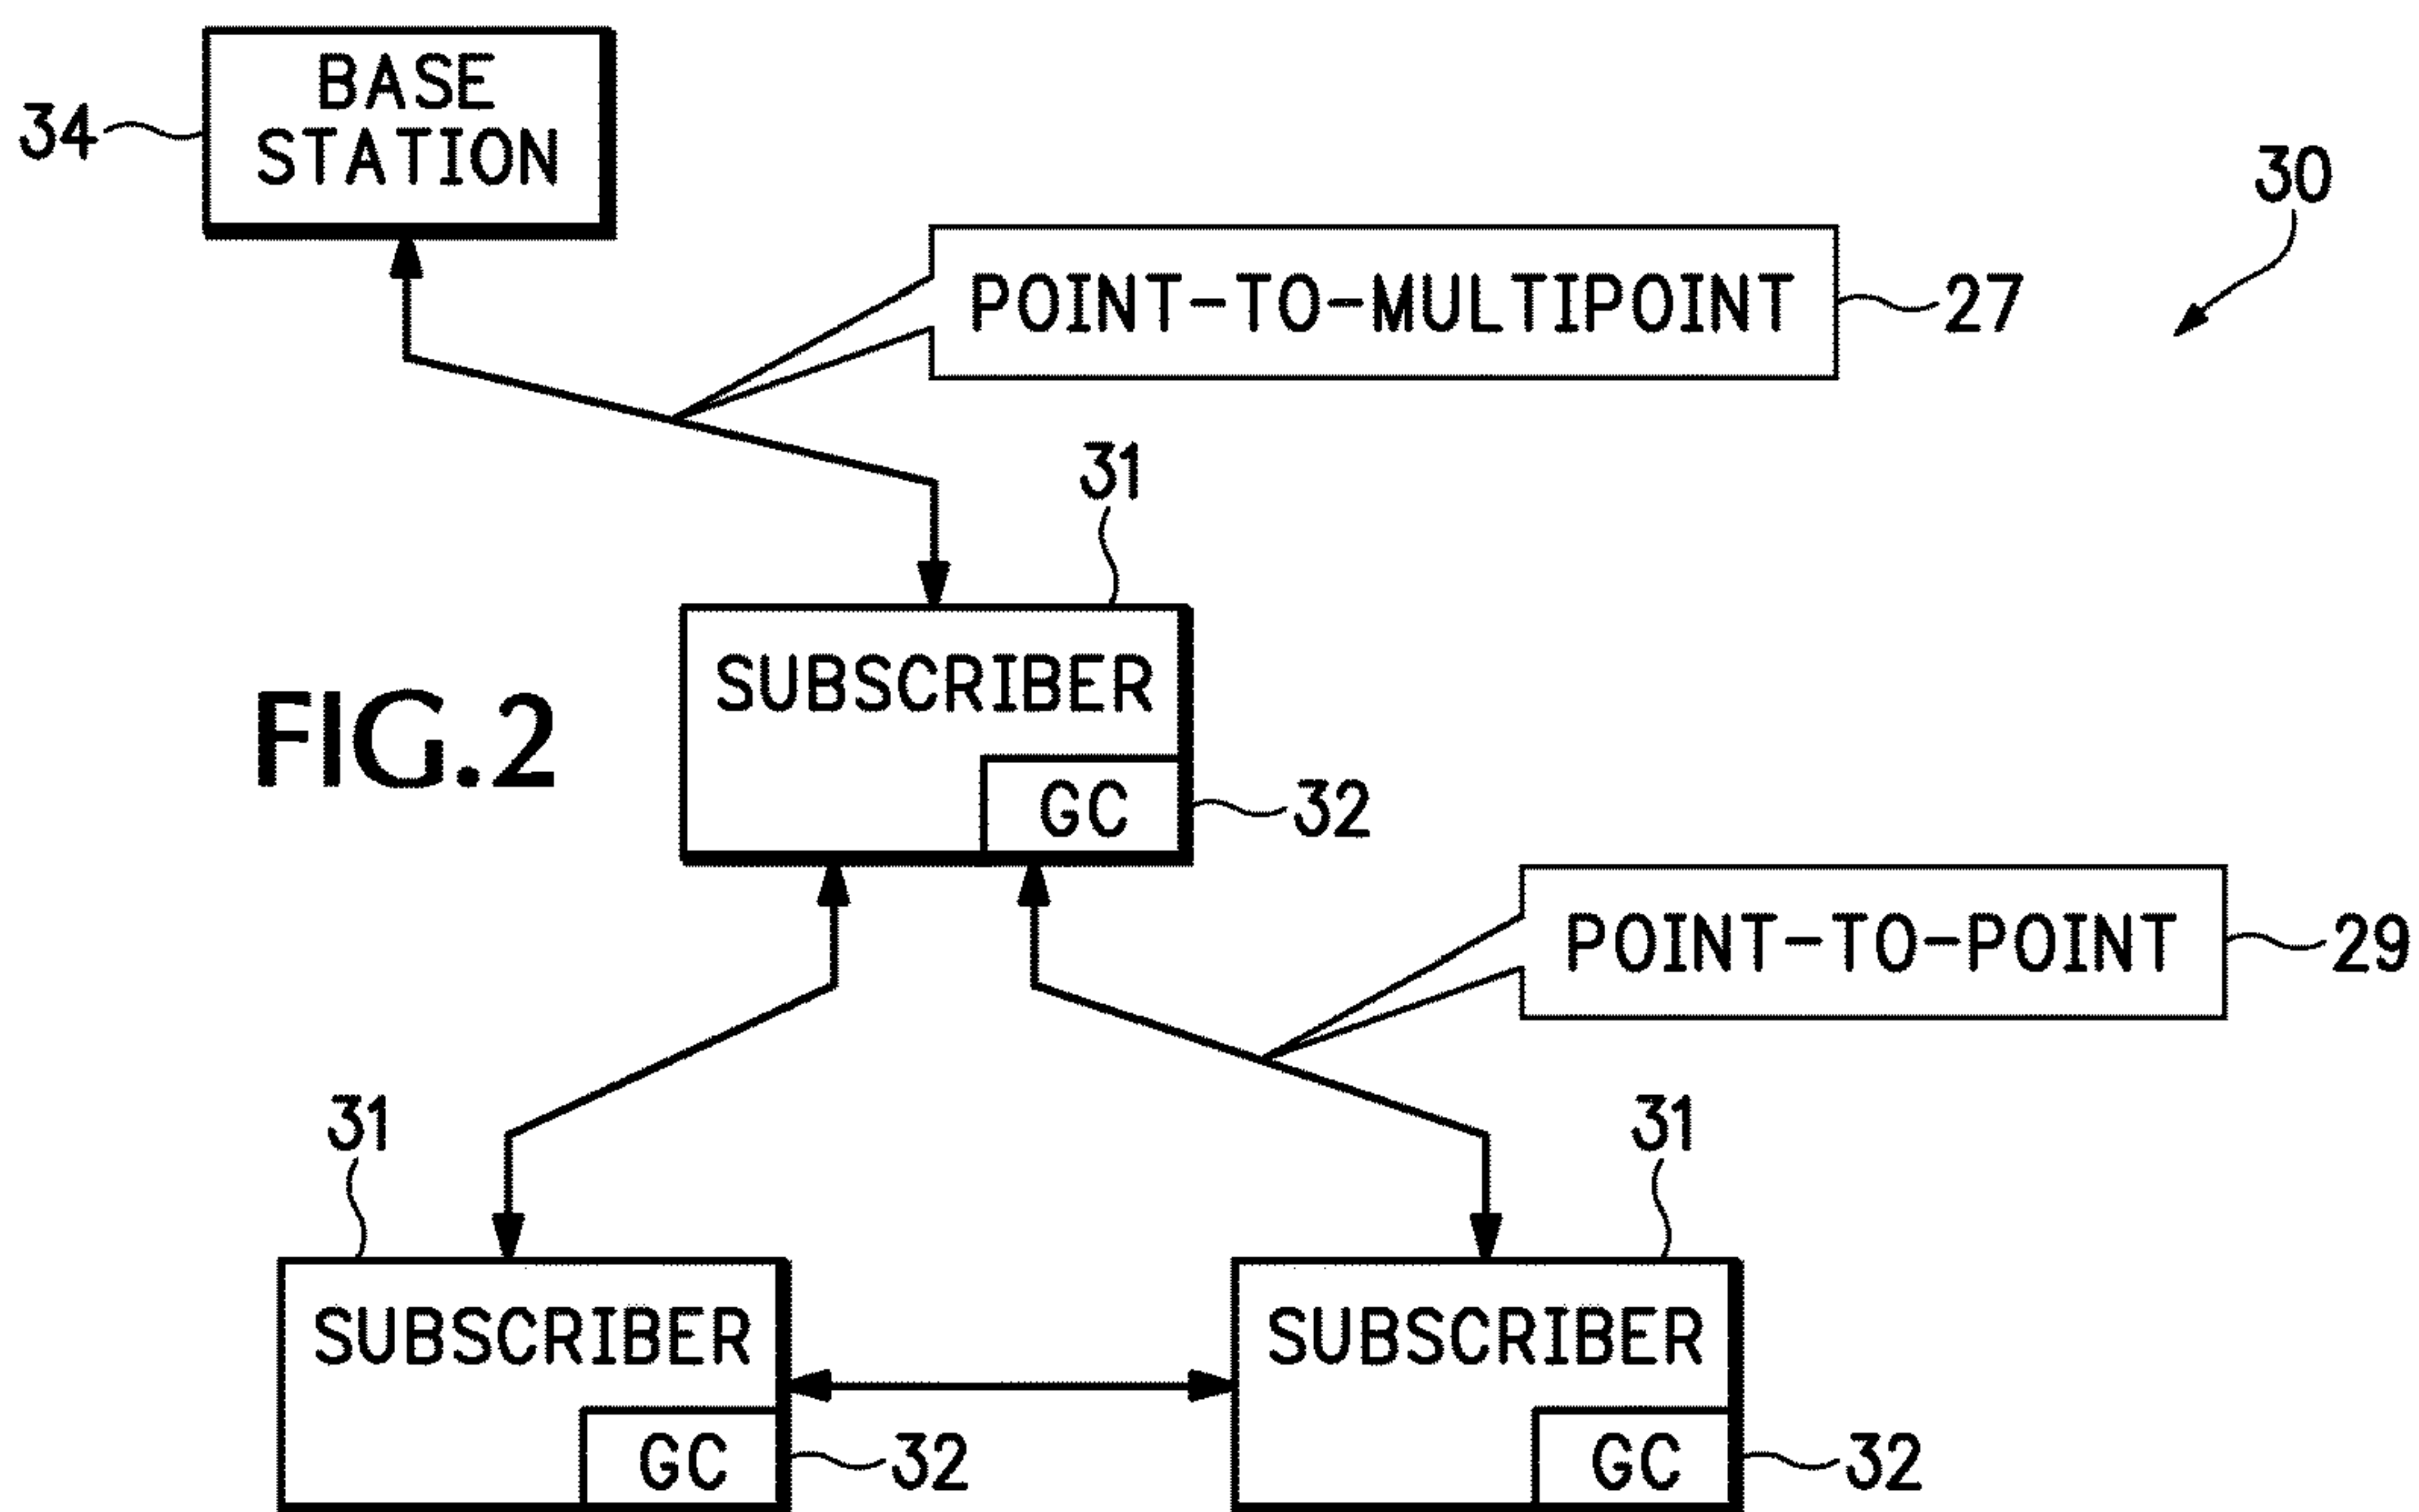 BASE
STATION
34
30
POINT-TO-MULTIPOINT
27
31
SUBSCRIBER
GC
32
FIG.2
POINT-TO-POINT
29
31
31
SUBSCRIBER
GC
32
SUBSCRIBER
GC
32